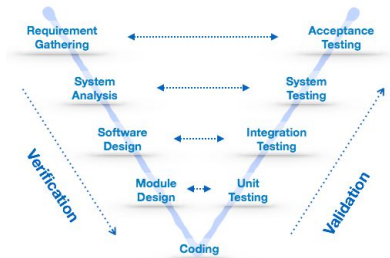 Requirement
Gathering
Acceptance
Testing
System
Analysis
System
Testing
Software
Design
Integration
Testing
Module
Design
Unit
Testing
Coding
Verification
Validation